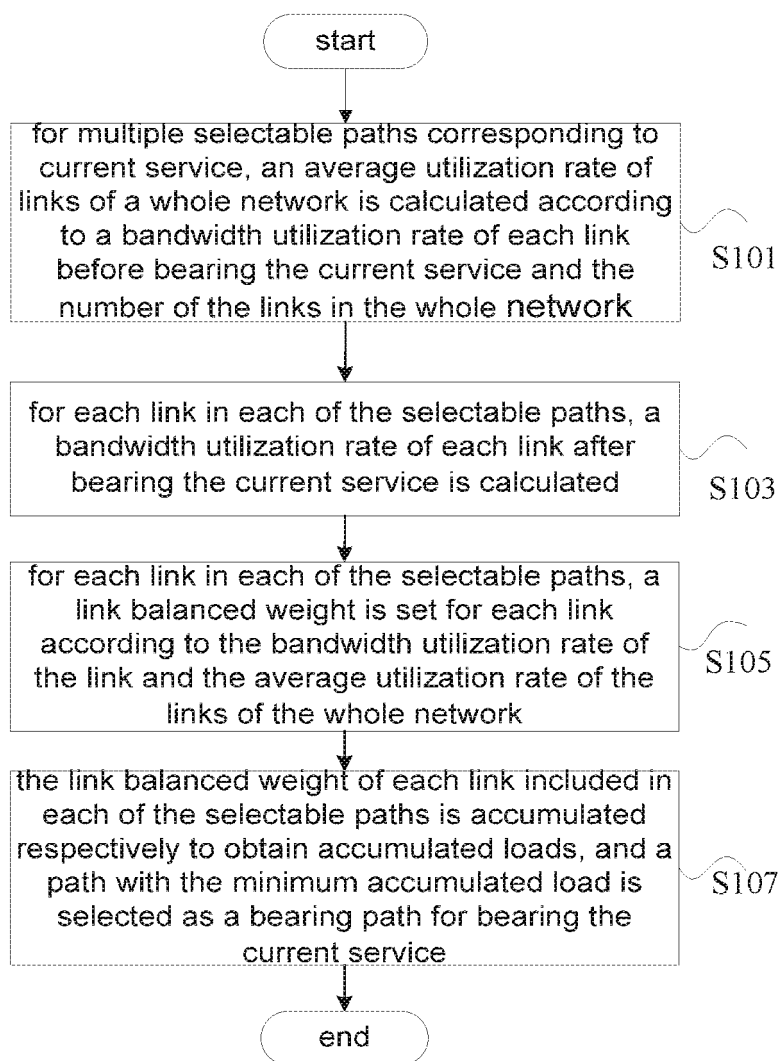 start
for multiple selectable paths corresponding to
current service, an average utilization rate of
links of a whole network is calculated according
to a bandwidth utilization rate of each link
before bearing the current service and the
number of the links in the whole network
S101
for each link in each of the selectable paths, a
bandwidth utilization rate of each link after
bearing the current service is calculated
S103
for each link in each of the selectable paths, a
link balanced weight is set for each link
according to the bandwidth utilization rate of
the link and the average utilization rate of the
links of the whole network
S105
the link balanced weight of each link included in
each of the selectable paths is accumulated
respectively to obtain accumulated loads, and a
path with the minimum accumulated load is
selected as a bearing path for bearing the
current service
S107
end